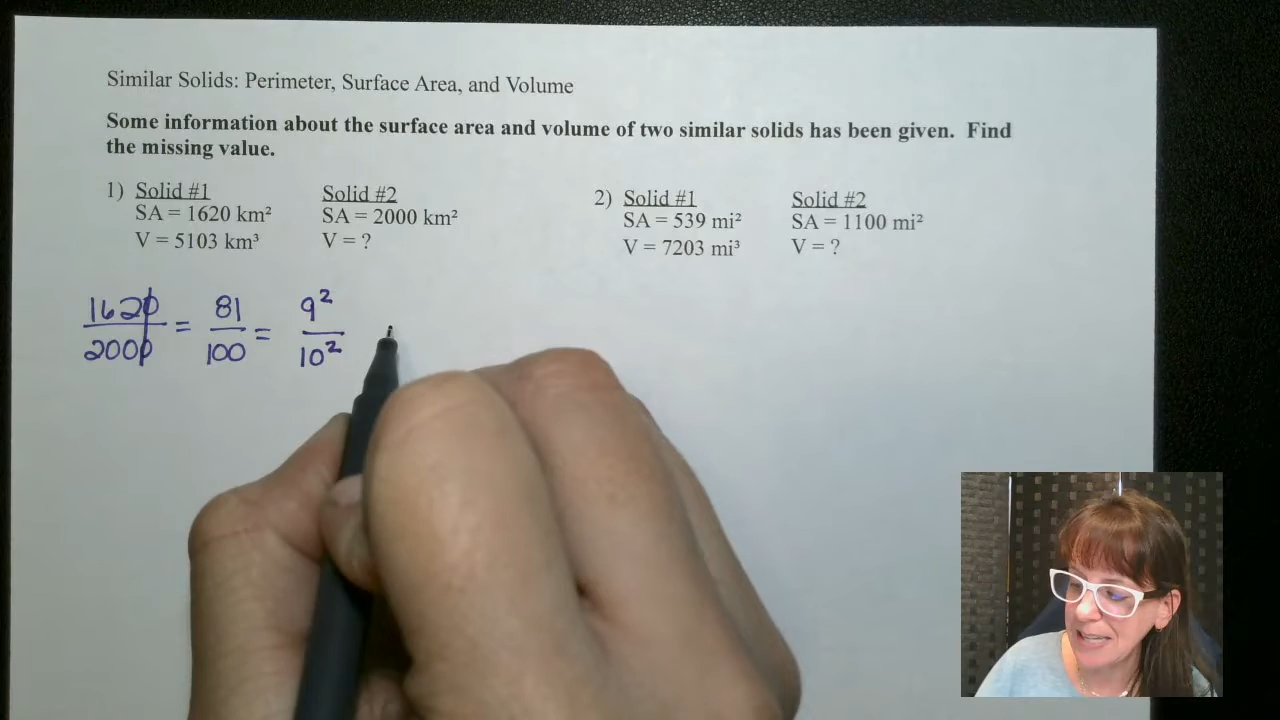 Similar Solids: Perimeter, Surface Area, and Volume
Some information about the surface area and volume of two similar solids has been given. Find
the missing value.
1) Solid #1 Solid #2
SA = 1620 km² SA = 2000 km²
V = 5103 km³ V = ?
2) Solid #1 Solid #2
SA = 539 mi² SA = 1100 mi²
V = 7203 mi³ V = ?
1620/2000 = 81/100 = 9²/10²